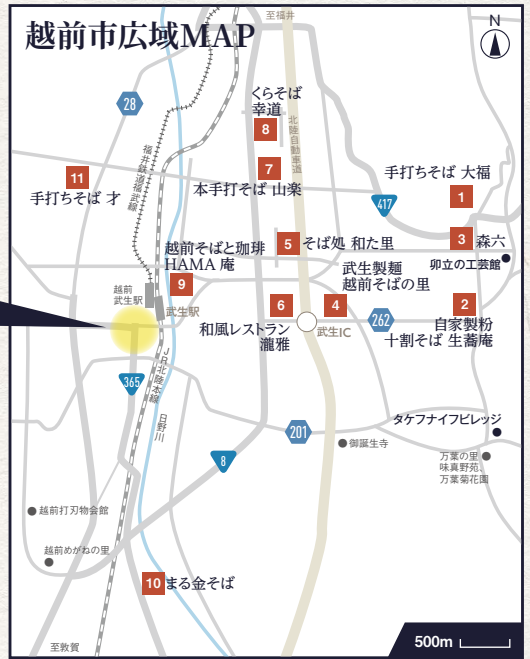 越前市広域MAP
至福井
N
28
くらそば
幸道
8
北陸自動車道
福井鉄道福武線
7
本手打そば 山楽
11
手打ちそば 才
手打ちそば 大福
1
417
3
森六
卯立の工芸館
5
そば処 和た里
越前そばと珈琲
HAMA 庵
9
武生製麺
越前そばの里
越前
武生駅
武生駅
6
4
2
和風レストラン
瀧雅
武生IC
262
自家製粉
十割そば 生蕎庵
365
JR北陸本線
日野川
タケフナイフビレッジ
201
御誕生寺
8
万葉の里
味真野苑、
万葉菊花園
越前打刃物会館
越前めがねの里
10
まる金そば
至敦賀
500m